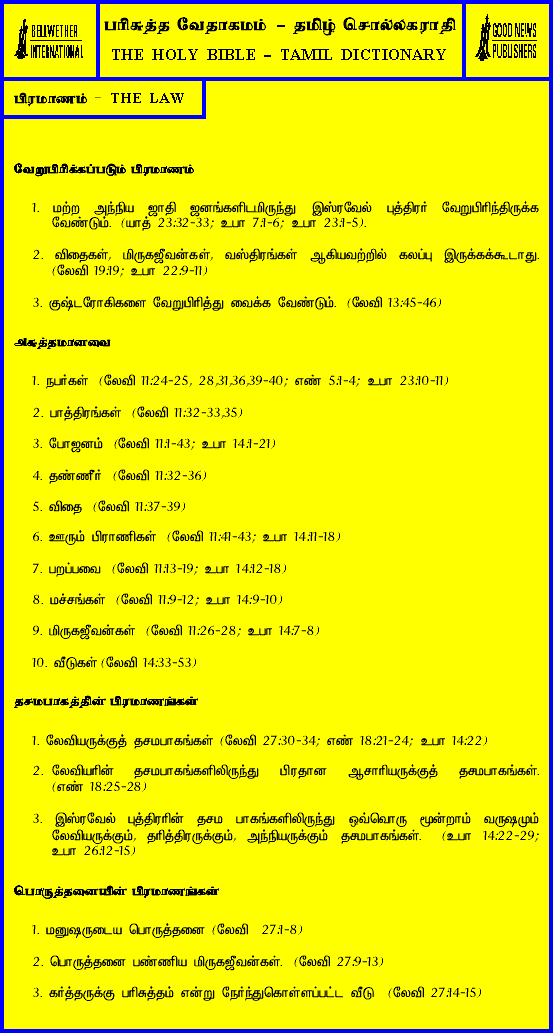 BELLWETHER
INTERNATIONAL
பரிசுத்த வேதாகமம் – தமிழ் சொல்லகராதி
THE HOLY BIBLE – TAMIL DICTIONARY
GOOD NEWS
PUBLISHERS
பிரமாணம் – THE LAW
வேறுபிரிக்கப்படும் பிரமாணம்
1. மற்ற அந்நிய ஜாதி ஜனங்களிடமிருந்து இஸ்ரவேல் புத்திரர் வேறுபிரிந்திருக்க
வேண்டும். (யாத் 23:32-33; உபா 7:1-6; உபா 23:1-5).
2. விதைகள், மிருகஜீவன்கள், வஸ்திரங்கள் ஆகியவற்றில் கலப்பு இருக்கக்கூடாது.
(லேவி 19:19; உபா 22:9-11)
3. குஷ்டரோகிகளை வேறுபிரித்து வைக்க வேண்டும். (லேவி 13:45-46)
அசுத்தமானவை
1. நபர்கள் (லேவி 11:24-25, 28,31,36,39-40; எண் 5:1-4; உபா 23:10-11)
2. பாத்திரங்கள் (லேவி 11:32-33,35)
3. போஜனம் (லேவி 11:1-43; உபா 14:1-21)
4. தண்ணீர் (லேவி 11:32-36)
5. விதை (லேவி 11:37-39)
6. ஊரும் பிராணிகள் (லேவி 11:41-43; உபா 14:11-18)
7. பறப்பவை (லேவி 11:13-19; உபா 14:12-18)
8. மச்சங்கள் (லேவி 11:9-12; உபா 14:9-10)
9. மிருகஜீவன்கள் (லேவி 11:26-28; உபா 14:7-8)
10. வீடுகள் (லேவி 14:33-53)
தசமபாகத்தின் பிரமாணங்கள்
1. லேவியருக்குத் தசமபாகங்கள் (லேவி 27:30-34; எண் 18:21-24; உபா 14:22)
2. லேவியரின் தசமபாகங்களிலிருந்து பிரதான ஆசாரியருக்குத் தசமபாகங்கள்.
(எண் 18:25-28)
3. இஸ்ரவேல் புத்திரரின் தசம பாகங்களிலிருந்து ஒவ்வொரு மூன்றாம் வருஷமும்
லேவியருக்கும், தரித்திரருக்கும், அந்நியருக்கும் தசமபாகங்கள். (உபா 14:22-29;
உபா 26:12-15)
பொருத்தனையின் பிரமாணங்கள்
1. மனுஷருடைய பொருத்தனை (லேவி 27:1-8)
2. பொருத்தனை பண்ணிய மிருகஜீவன்கள். (லேவி 27:9-13)
3. கர்த்தருக்கு பரிசுத்தம் என்று நேர்ந்துகொள்ளப்பட்ட வீடு (லேவி 27:14-15)